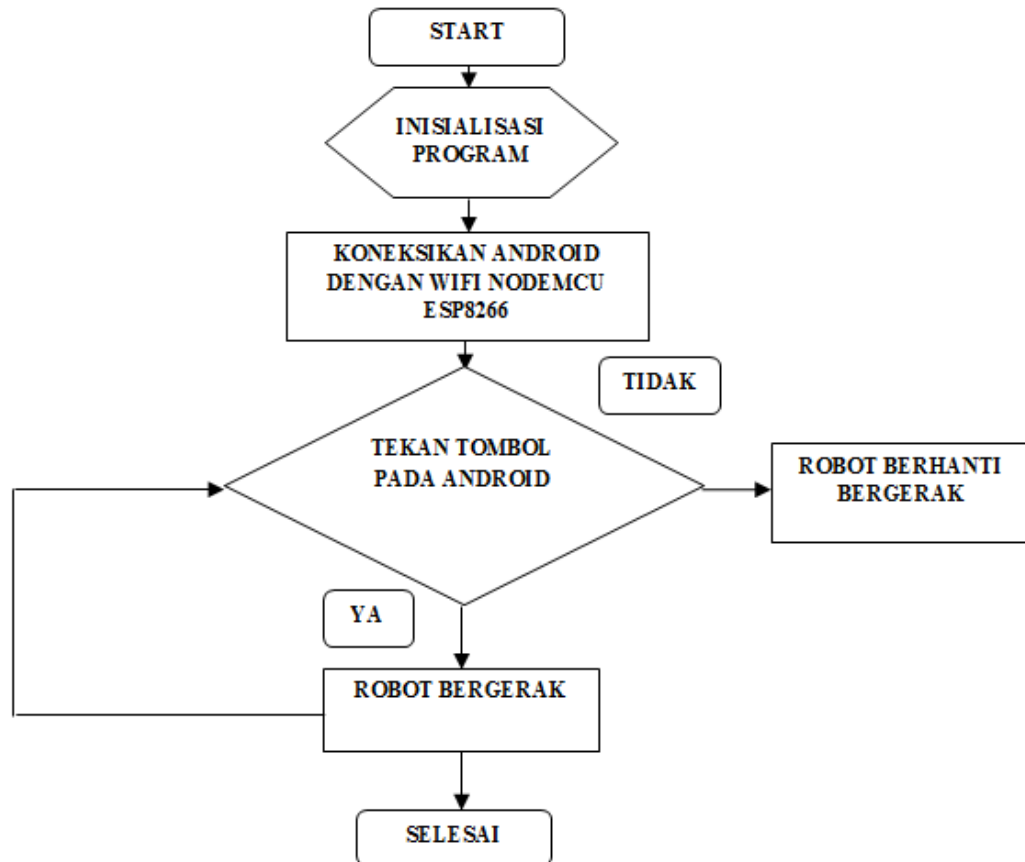 START
INISIALISASI
PROGRAM
KONEKSIKAN ANDROID
DENGAN WIFI NODEMCU
ESP8266
TIDAK
TEKAN TOMBOL
PADA ANDROID
ROBOT BERHANTI
BERGERAK
YA
ROBOT BERGERAK
SELESAI